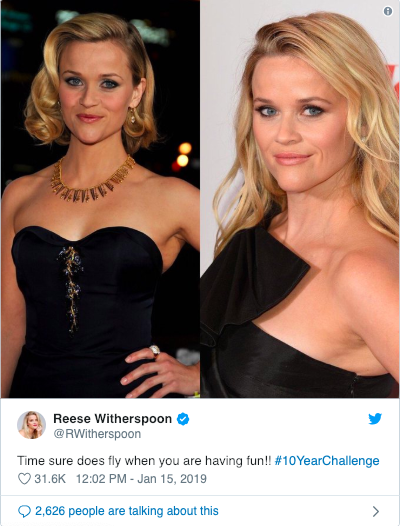 Reese Witherspoon
@RWitherspoon
Time sure does fly when you are having fun!! #10YearChallenge
31.6K 12:02 PM - Jan 15, 2019
2,626 people are talking about this